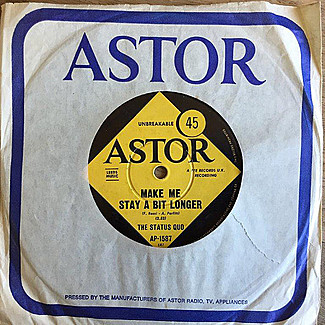 ASTOR
UNBREAKABLE 45
ASTOR
LEEDS
MUSIC
A PYE RECORDS U.K.
RECORDING
MAKE ME
STAY A BIT LONGER
(F. Rossi - R. Parfitt)
THE STATUS QUO
AP-1587
PRESSED BY THE MANUFACTURERS OF ASTOR RADIO, TV, APPLIANCES